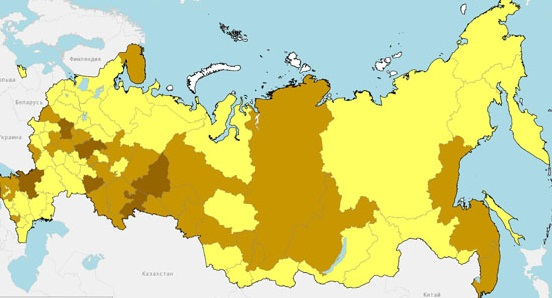 Финляндия
Беларусь
Украина
Казахстан
Китай